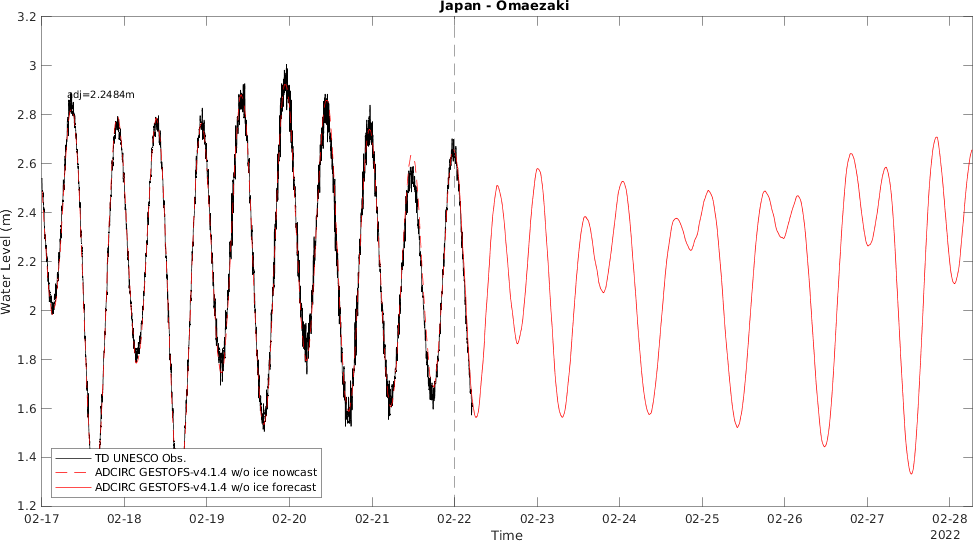 Japan - Omaezaki
3.2
3
2.8
2.6
2.4
2.2
2
1.8
1.6
1.4
1.2
Water Level (m)
adj=2.2484m
TD UNESCO Obs.
ADCIRC GESTOFS-v4.1.4 w/o ice nowcast
ADCIRC GESTOFS-v4.1.4 w/o ice forecast
02-17 02-18 02-19 02-20 02-21 02-22 02-23 02-24 02-25 02-26 02-27 02-28
2022
Time